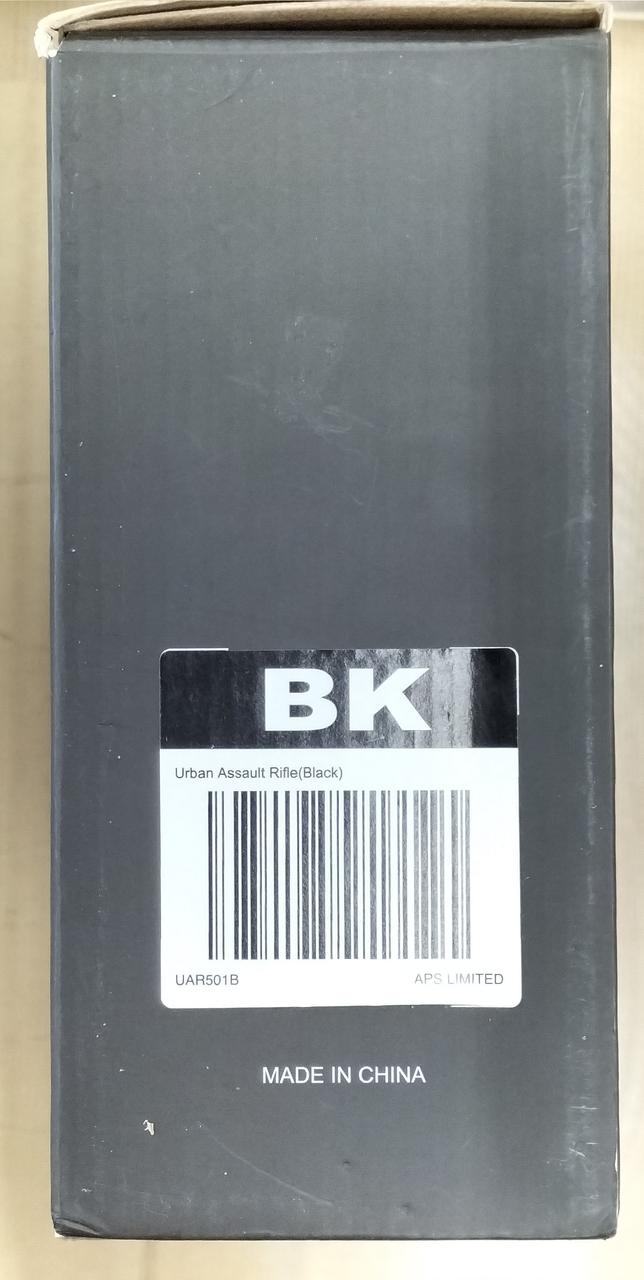 BK
Urban Assault Rifle(Black)
UAR501B APS LIMITED
MADE IN CHINA